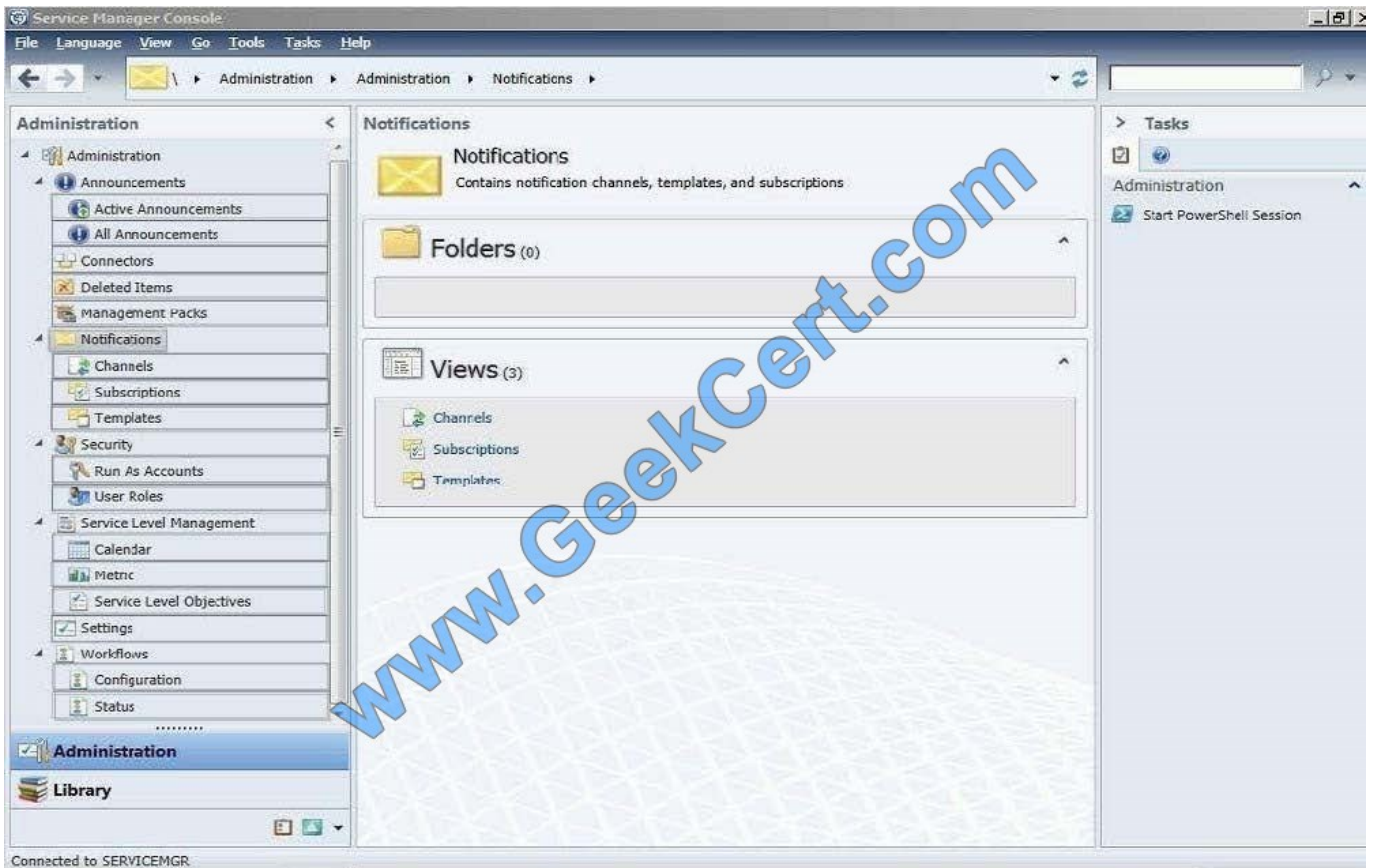 Service Manager Console
File Language View Go Tools Tasks Help
\ Administration Administration Notifications
Administration
Administration
Announcements
Active Announcements
All Announcements
Connectors
Deleted Items
Management Packs
Notifications
Channels
Subscriptions
Templates
Security
Run As Accounts
User Roles
Service Level Management
Calendar
Metric
Service Level Objectives
Settings
Workflows
Configuration
Status
Administration
Library
Connected to SERVICEMGR
Notifications
Notifications
Contains notification channels, templates, and subscriptions
Folders (0)
Views (3)
Channels
Subscriptions
Templates
Tasks
Administration
Start PowerShell Session
www.GeekCert.com